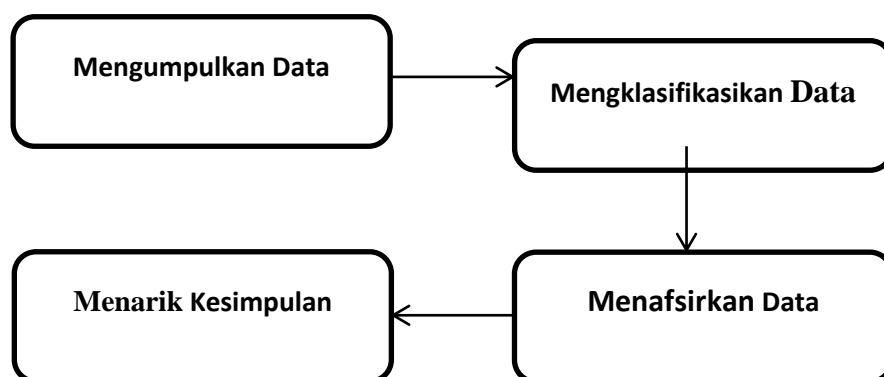 Mengumpulkan Data
Mengklasifikasikan Data
Menarik Kesimpulan
Menafsirkan Data